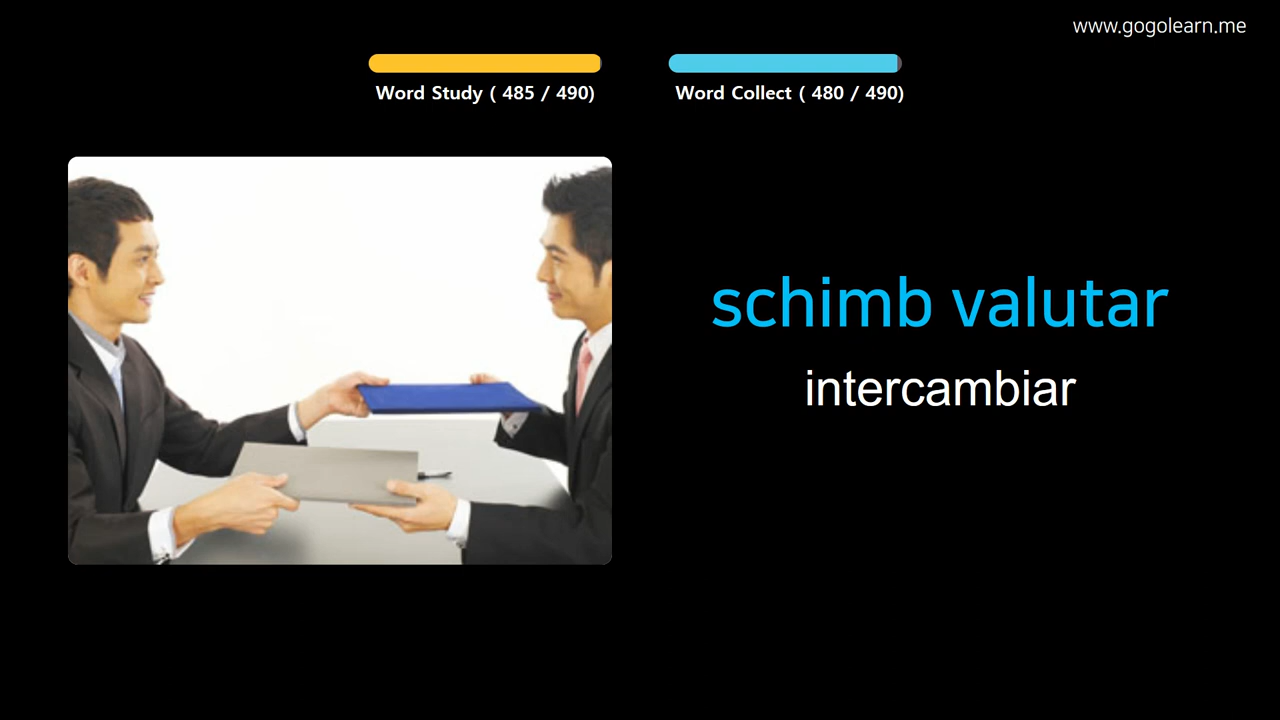 www.gogolearn.me
Word Study ( 485 / 490)
Word Collect ( 480 / 490)
schimb valutar
intercambiar